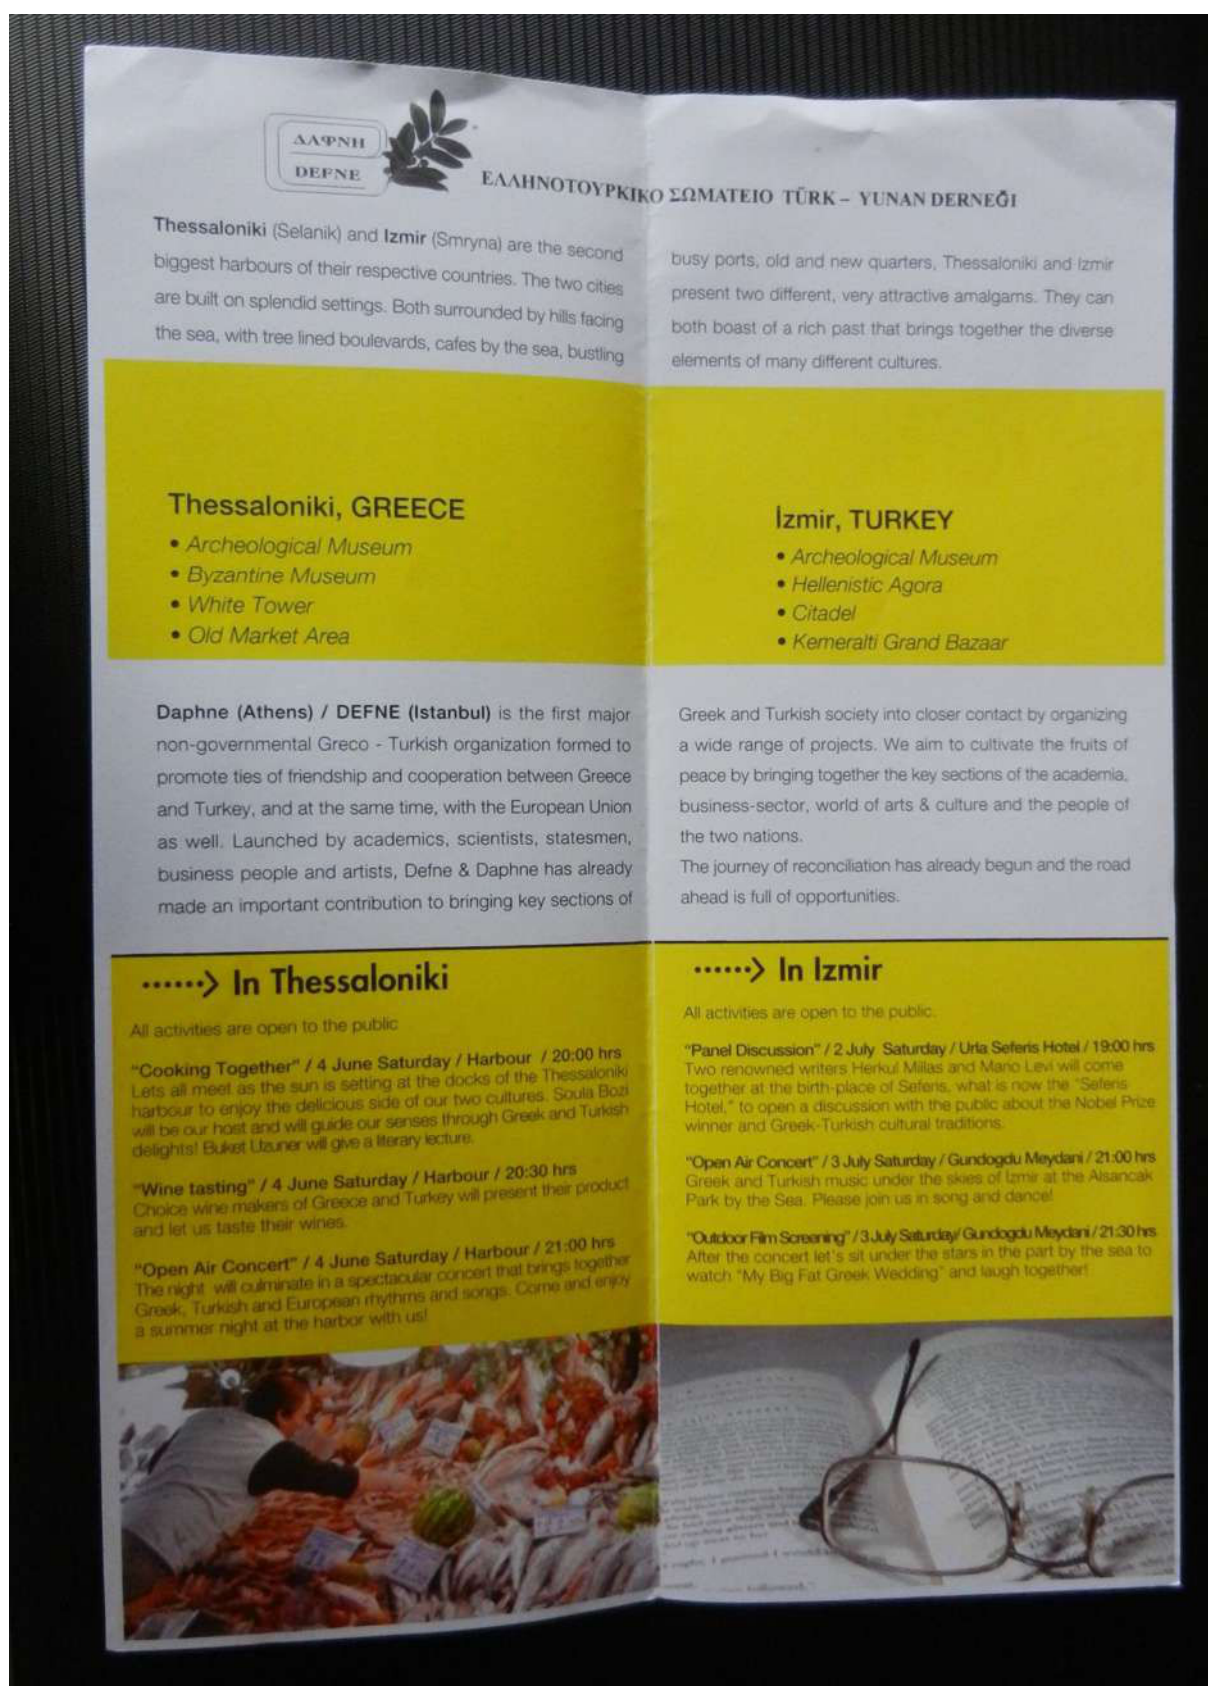 ΔΑΦΝΗ
DEFNE
ΕΛΛΗΝΟΤΟΥΡΚΙΚΟ ΣΩΜΑΤΕΙΟ TÜRK – YUNAN DERNEĞI
Thessaloniki (Selanik) and Izmir (Smryna) are the second
biggest harbours of their respective countries. The two cities
are built on splendid settings. Both surrounded by hills facing
the sea, with tree lined boulevards, cafes by the sea, bustling
busy ports, old and new quarters, Thessaloniki and Izmir
present two different, very attractive amalgams. They can
both boast of a rich past that brings together the diverse
elements of many different cultures.
Thessaloniki, GREECE
• Archeological Museum
• Byzantine Museum
• White Tower
• Old Market Area
İzmir, TURKEY
• Archeological Museum
• Hellenistic Agora
• Citadel
• Kemeralti Grand Bazaar
Daphne (Athens) / DEFNE (Istanbul) is the first major
non-governmental Greco - Turkish organization formed to
promote ties of friendship and cooperation between Greece
and Turkey, and at the same time, with the European Union
as well. Launched by academics, scientists, statesmen,
business people and artists, Defne & Daphne has already
made an important contribution to bringing key sections of
Greek and Turkish society into closer contact by organizing
a wide range of projects. We aim to cultivate the fruits of
peace by bringing together the key sections of the academia,
business-sector, world of arts & culture and the people of
the two nations.
The journey of reconciliation has already begun and the road
ahead is full of opportunities.
······> In Thessaloniki
All activities are open to the public
"Cooking Together" / 4 June Saturday / Harbour / 20:00 hrs
Lets all meet as the sun is setting at the docks of the Thessaloniki
harbour to enjoy the delicious side of our two cultures. Soula Bozi
will be our host and will guide our senses through Greek and Turkish
delights! Buket Uzuner will give a literary lecture.
"Wine tasting" / 4 June Saturday / Harbour / 20:30 hrs
Choice wine makers of Greece and Turkey will present their product
and let us taste their wines.
"Open Air Concert" / 4 June Saturday / Harbour / 21:00 hrs
The night will culminate in a spectacular concert that brings together
Greek, Turkish and European rhythms and songs. Come and enjoy
a summer night at the harbor with us!
······> In Izmir
All activities are open to the public.
"Panel Discussion" / 2 July Saturday / Urla Seferis Hotel / 19:00 hrs
Two renowned writers Herkul Millas and Mario Levi will come
together at the birth-place of Seferis, what is now the "Seferis
Hotel," to open a discussion with the public about the Nobel Prize
winner and Greek-Turkish cultural traditions.
"Open Air Concert" / 3 July Saturday / Gundogdu Meydani / 21:00 hrs
Greek and Turkish music under the skies of Izmir at the Alsancak
Park by the Sea. Please join us in song and dance!
"Outdoor Film Screening" / 3 July Saturday/ Gundogdu Meydani / 21:30 hrs
After the concert let's sit under the stars in the part by the sea to
watch "My Big Fat Greek Wedding" and laugh together!